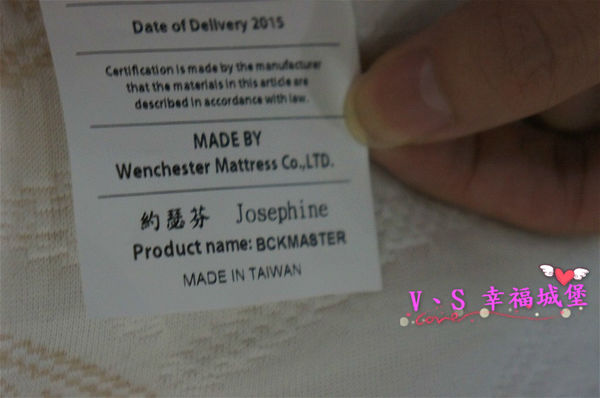 Date of Delivery 2015
Certification is made by the manufacturer
that the materials in this article are
described in accordance with law.
MADE BY
Wenchester Mattress Co.,LTD.
約瑟芬 Josephine
Product name: BCKMASTER
MADE IN TAIWAN
V、S 幸福城堡
Love